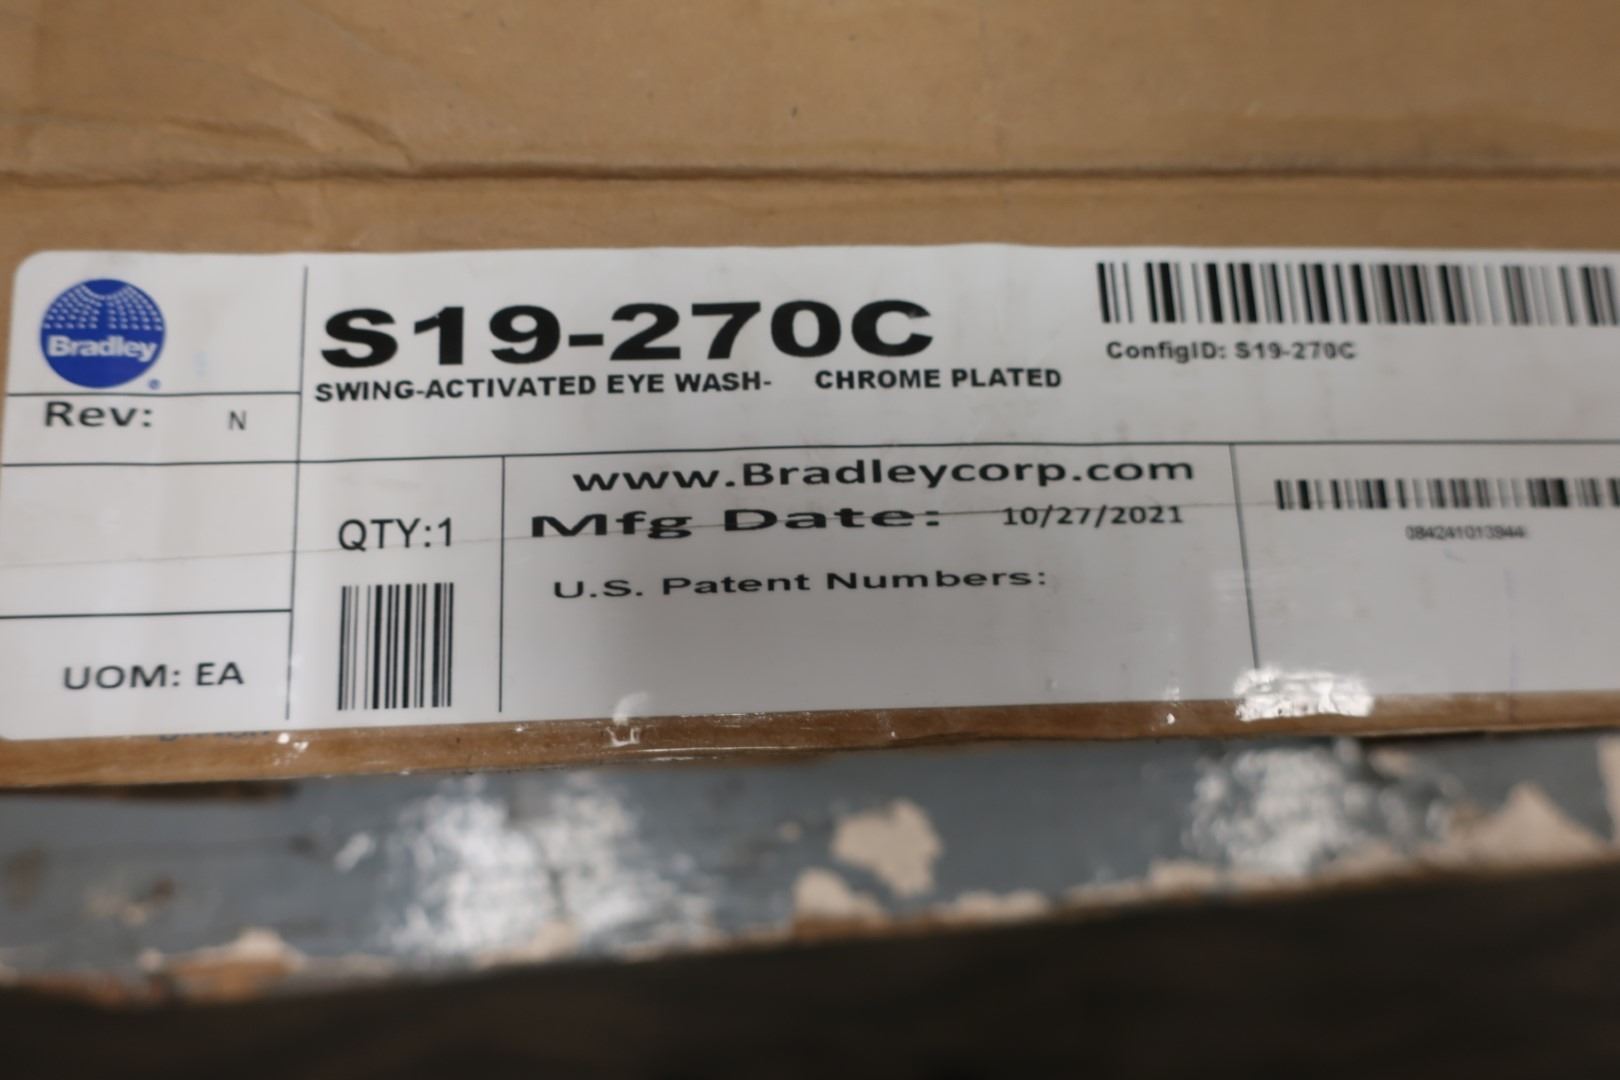 Bradley
®
S19-270C
SWING-ACTIVATED EYE WASH- CHROME PLATED
ConfigID: S19-270C
Rev: N
www.Bradleycorp.com
QTY:1
Mfg Date: 10/27/2021
084241013944
U.S. Patent Numbers:
UOM: EA